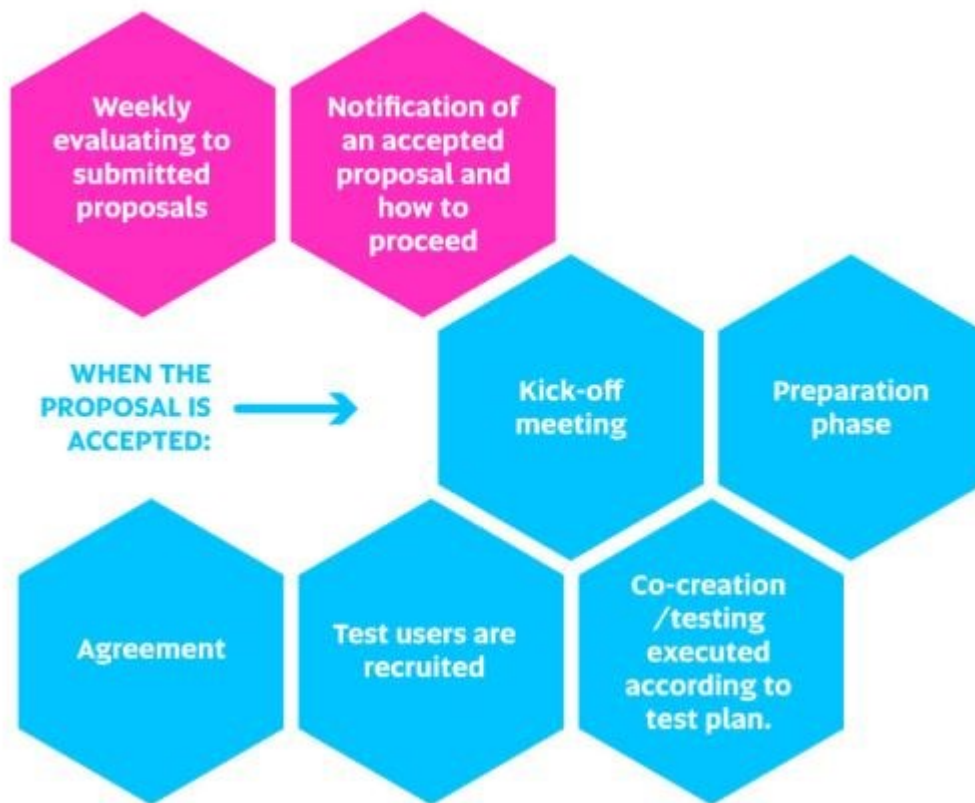 Weekly
evaluating to
submitted
proposals
Notification of
an accepted
proposal and
how to
proceed
WHEN THE
PROPOSAL IS
ACCEPTED:
Kick-off
meeting
Preparation
phase
Agreement
Test users are
recruited
Co-creation
/testing
executed
according to
test plan.